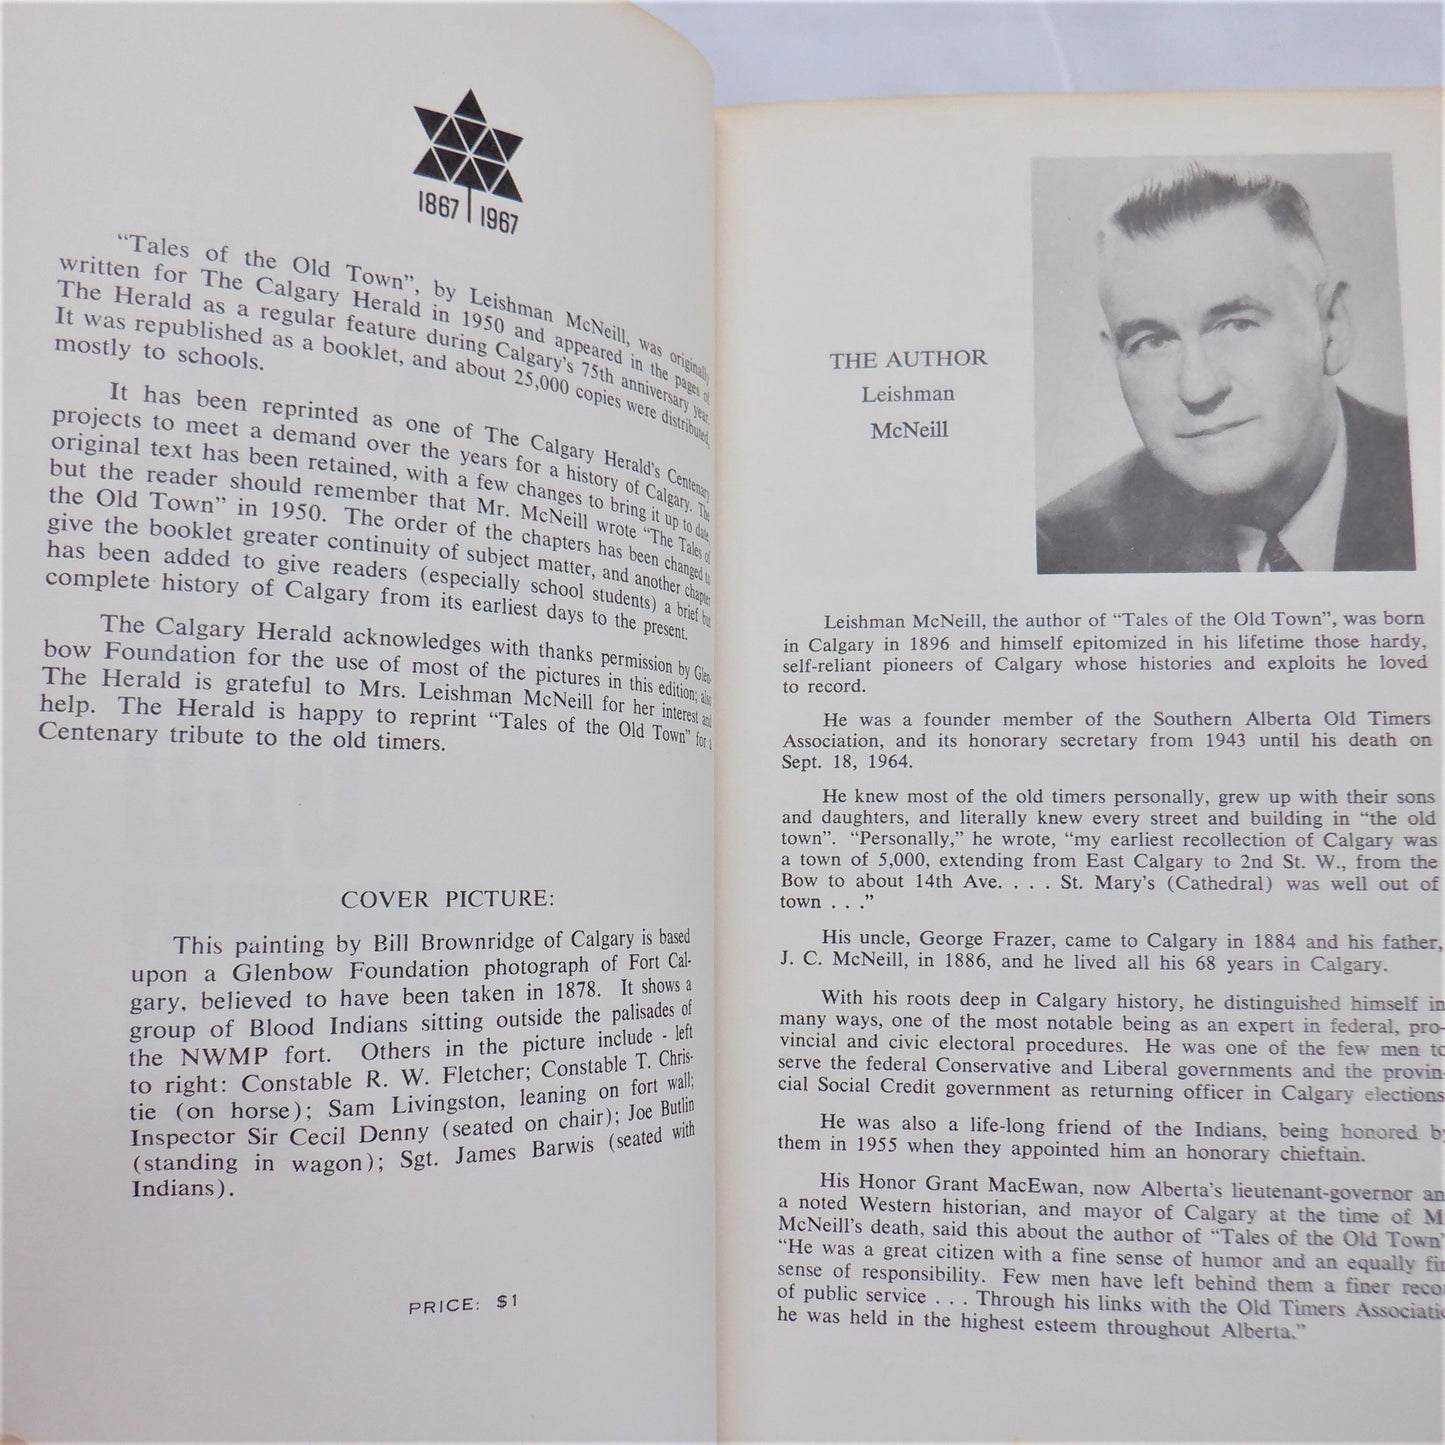 1867 1967
"Tales of the Old Town", by Leishman McNeill, was originally
written for The Calgary Herald in 1950 and appeared in the pages of
The Herald as a regular feature during Calgary's 75th anniversary year.
It was republished as a booklet, and about 25,000 copies were distributed,
mostly to schools.
It has been reprinted as one of The Calgary Herald's Centenary
projects to meet a demand over the years for a history of Calgary. The
original text has been retained, with a few changes to bring it up to date,
but the reader should remember that Mr. McNeill wrote "The Tales of
the Old Town" in 1950. The order of the chapters has been changed to
give the booklet greater continuity of subject matter, and another chapter
has been added to give readers (especially school students) a brief but
complete history of Calgary from its earliest days to the present.
The Calgary Herald acknowledges with thanks permission by Glen-
bow Foundation for the use of most of the pictures in this edition; also
The Herald is grateful to Mrs. Leishman McNeill for her interest and
help. The Herald is happy to reprint "Tales of the Old Town" for a
Centenary tribute to the old timers.
COVER PICTURE:
This painting by Bill Brownridge of Calgary is based
upon a Glenbow Foundation photograph of Fort Cal-
gary, believed to have been taken in 1878. It shows a
group of Blood Indians sitting outside the palisades of
the NWMP fort. Others in the picture include - left
to right: Constable R. W. Fletcher; Constable T. Chris-
tie (on horse); Sam Livingston, leaning on fort wall;
Inspector Sir Cecil Denny (seated on chair); Joe Butlin
(standing in wagon); Sgt. James Barwis (seated with
Indians).
PRICE: $1
THE AUTHOR
Leishman
McNeill
Leishman McNeill, the author of "Tales of the Old Town", was born
in Calgary in 1896 and himself epitomized in his lifetime those hardy,
self-reliant pioneers of Calgary whose histories and exploits he loved
to record.
He was a founder member of the Southern Alberta Old Timers
Association, and its honorary secretary from 1943 until his death on
Sept. 18, 1964.
He knew most of the old timers personally, grew up with their sons
and daughters, and literally knew every street and building in "the old
town". "Personally," he wrote, "my earliest recollection of Calgary was
a town of 5,000, extending from East Calgary to 2nd St. W., from the
Bow to about 14th Ave. . . . St. Mary's (Cathedral) was well out of
town . . ."
His uncle, George Frazer, came to Calgary in 1884 and his father,
J. C. McNeill, in 1886, and he lived all his 68 years in Calgary.
With his roots deep in Calgary history, he distinguished himself in
many ways, one of the most notable being as an expert in federal, pro-
vincial and civic electoral procedures. He was one of the few men to
serve the federal Conservative and Liberal governments and the provin-
cial Social Credit government as returning officer in Calgary elections
He was also a life-long friend of the Indians, being honored by
them in 1955 when they appointed him an honorary chieftain.
His Honor Grant MacEwan, now Alberta's lieutenant-governor an
a noted Western historian, and mayor of Calgary at the time of M
McNeill's death, said this about the author of "Tales of the Old Town"
"He was a great citizen with a fine sense of humor and an equally fin
sense of responsibility. Few men have left behind them a finer recor
of public service . . . Through his links with the Old Timers Associatio
he was held in the highest esteem throughout Alberta."